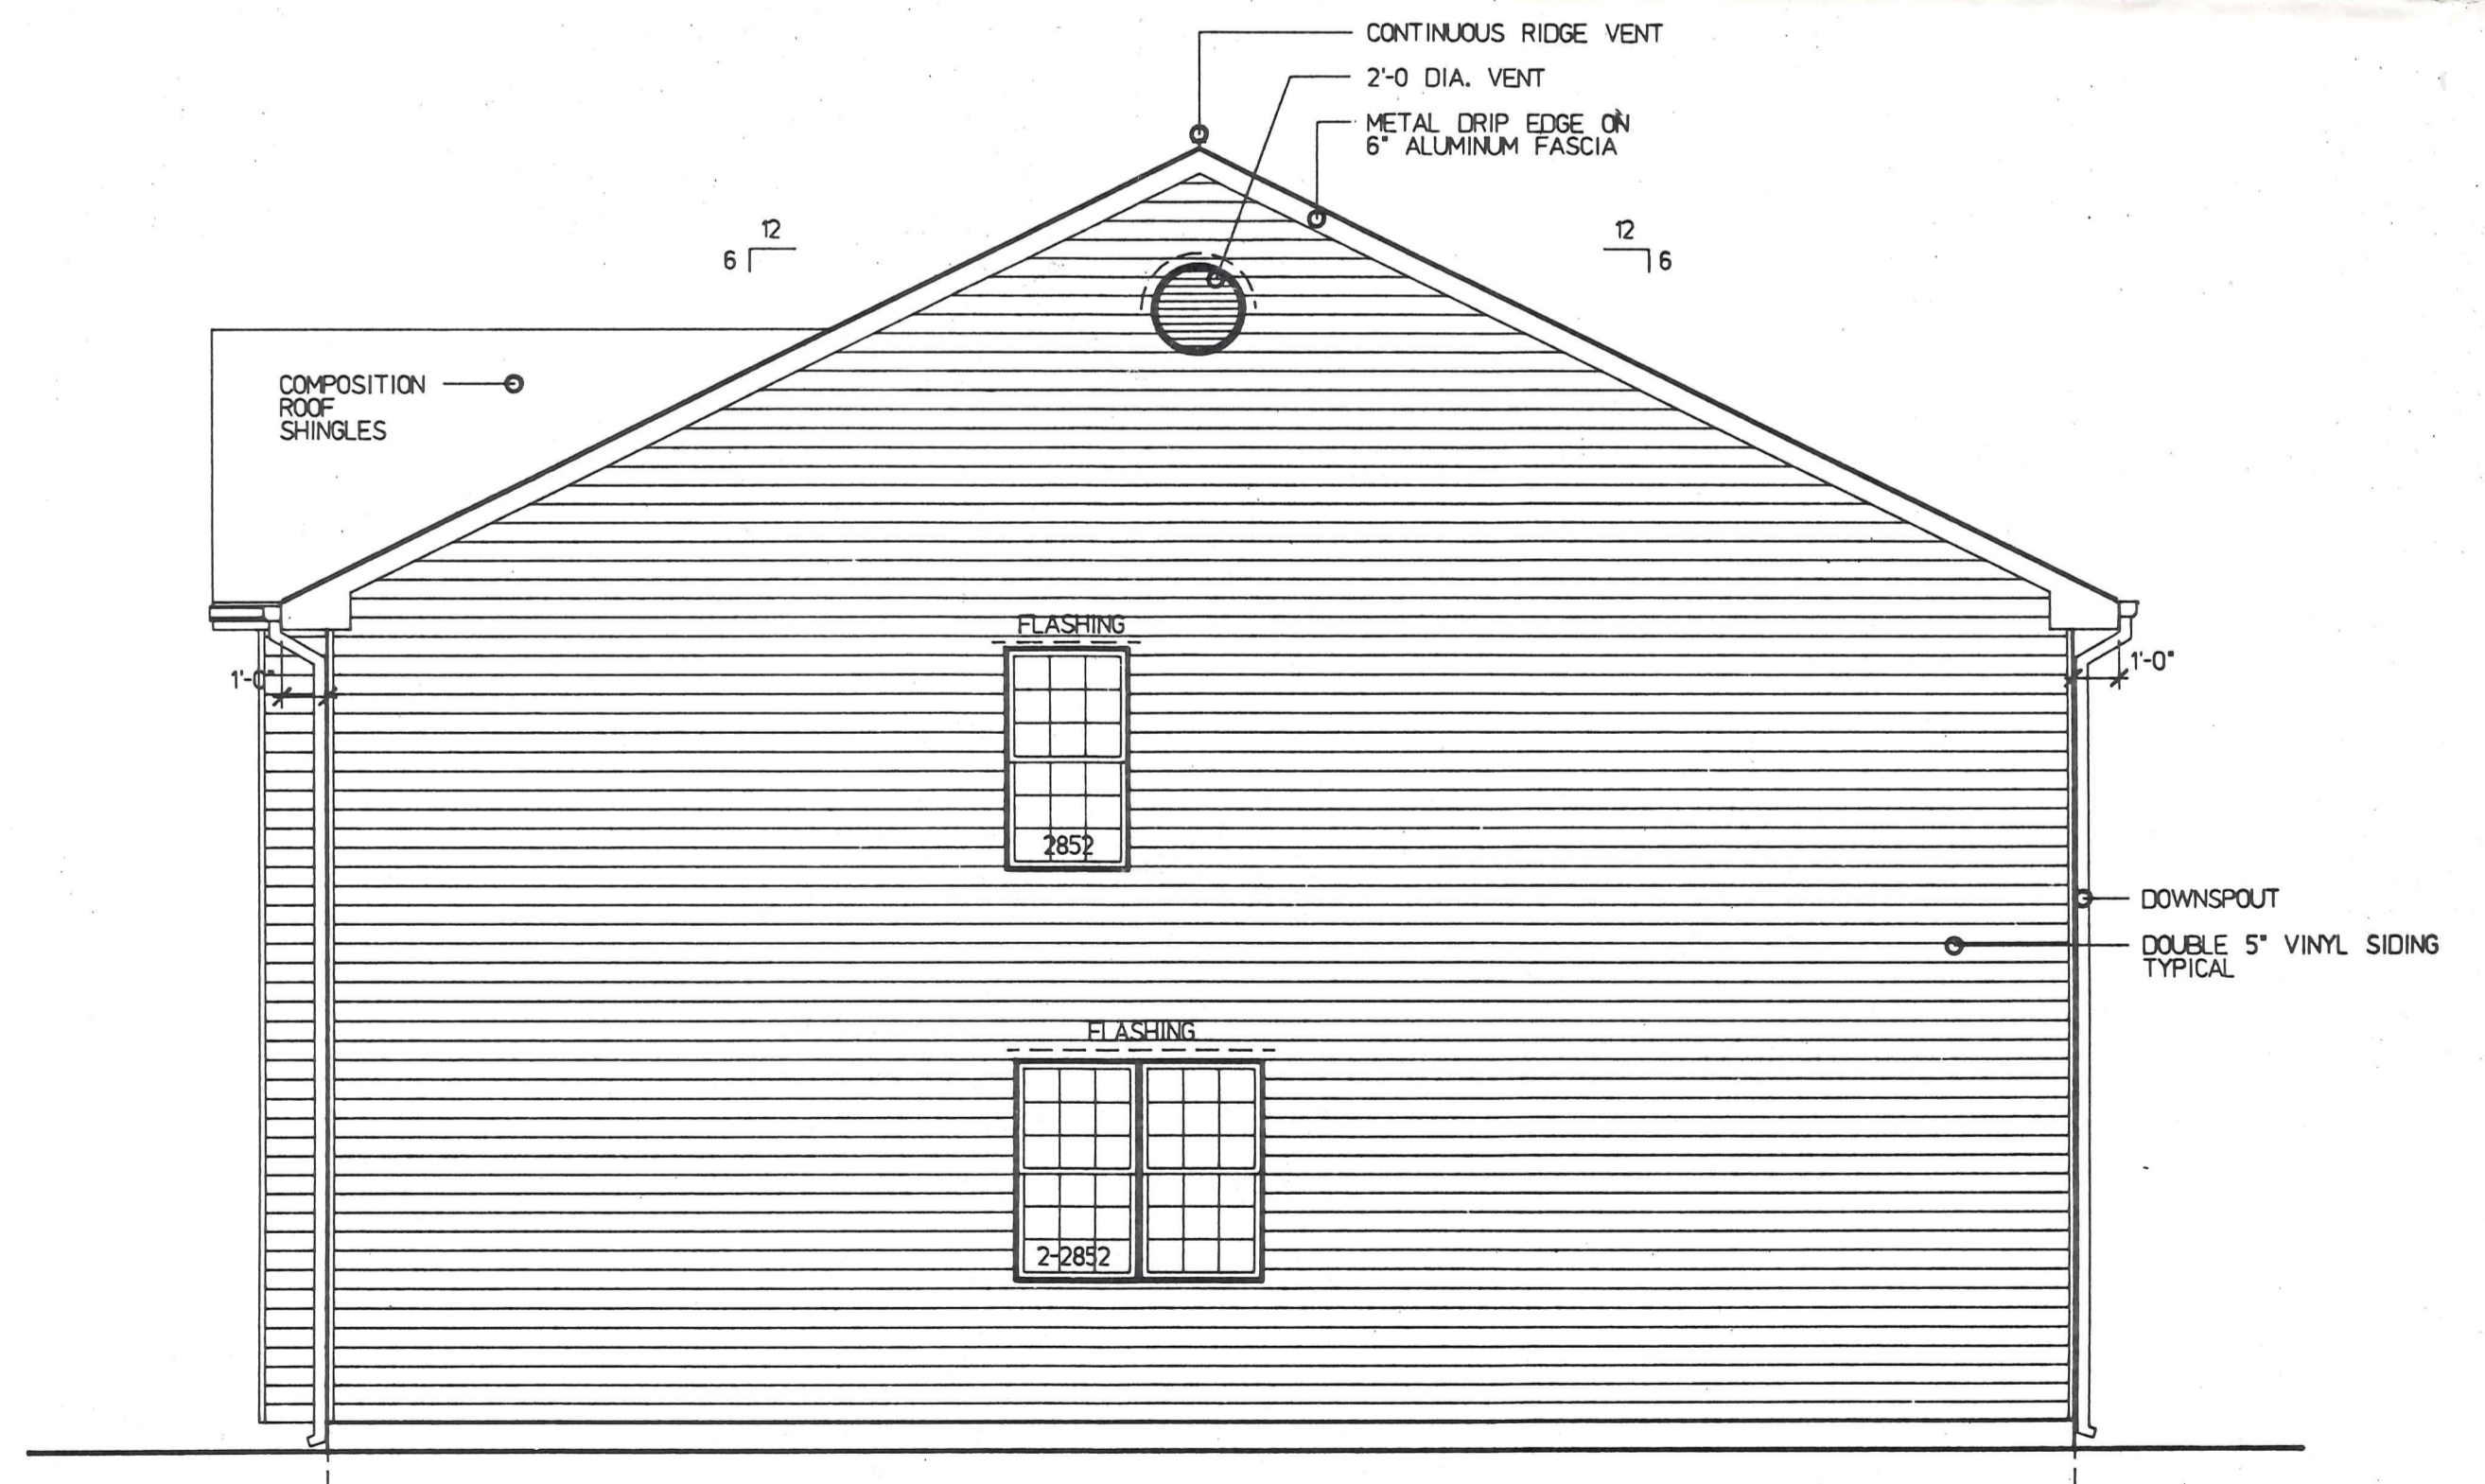 CONTINUOUS RIDGE VENT
2'-0 DIA. VENT
METAL DRIP EDGE ON
6" ALUMINUM FASCIA
12
6
12
6
COMPOSITION
ROOF
SHINGLES
FLASHING
1'-0"
1'-0"
2852
DOWNSPOUT
DOUBLE 5" VINYL SIDING
TYPICAL
FLASHING
2-2852